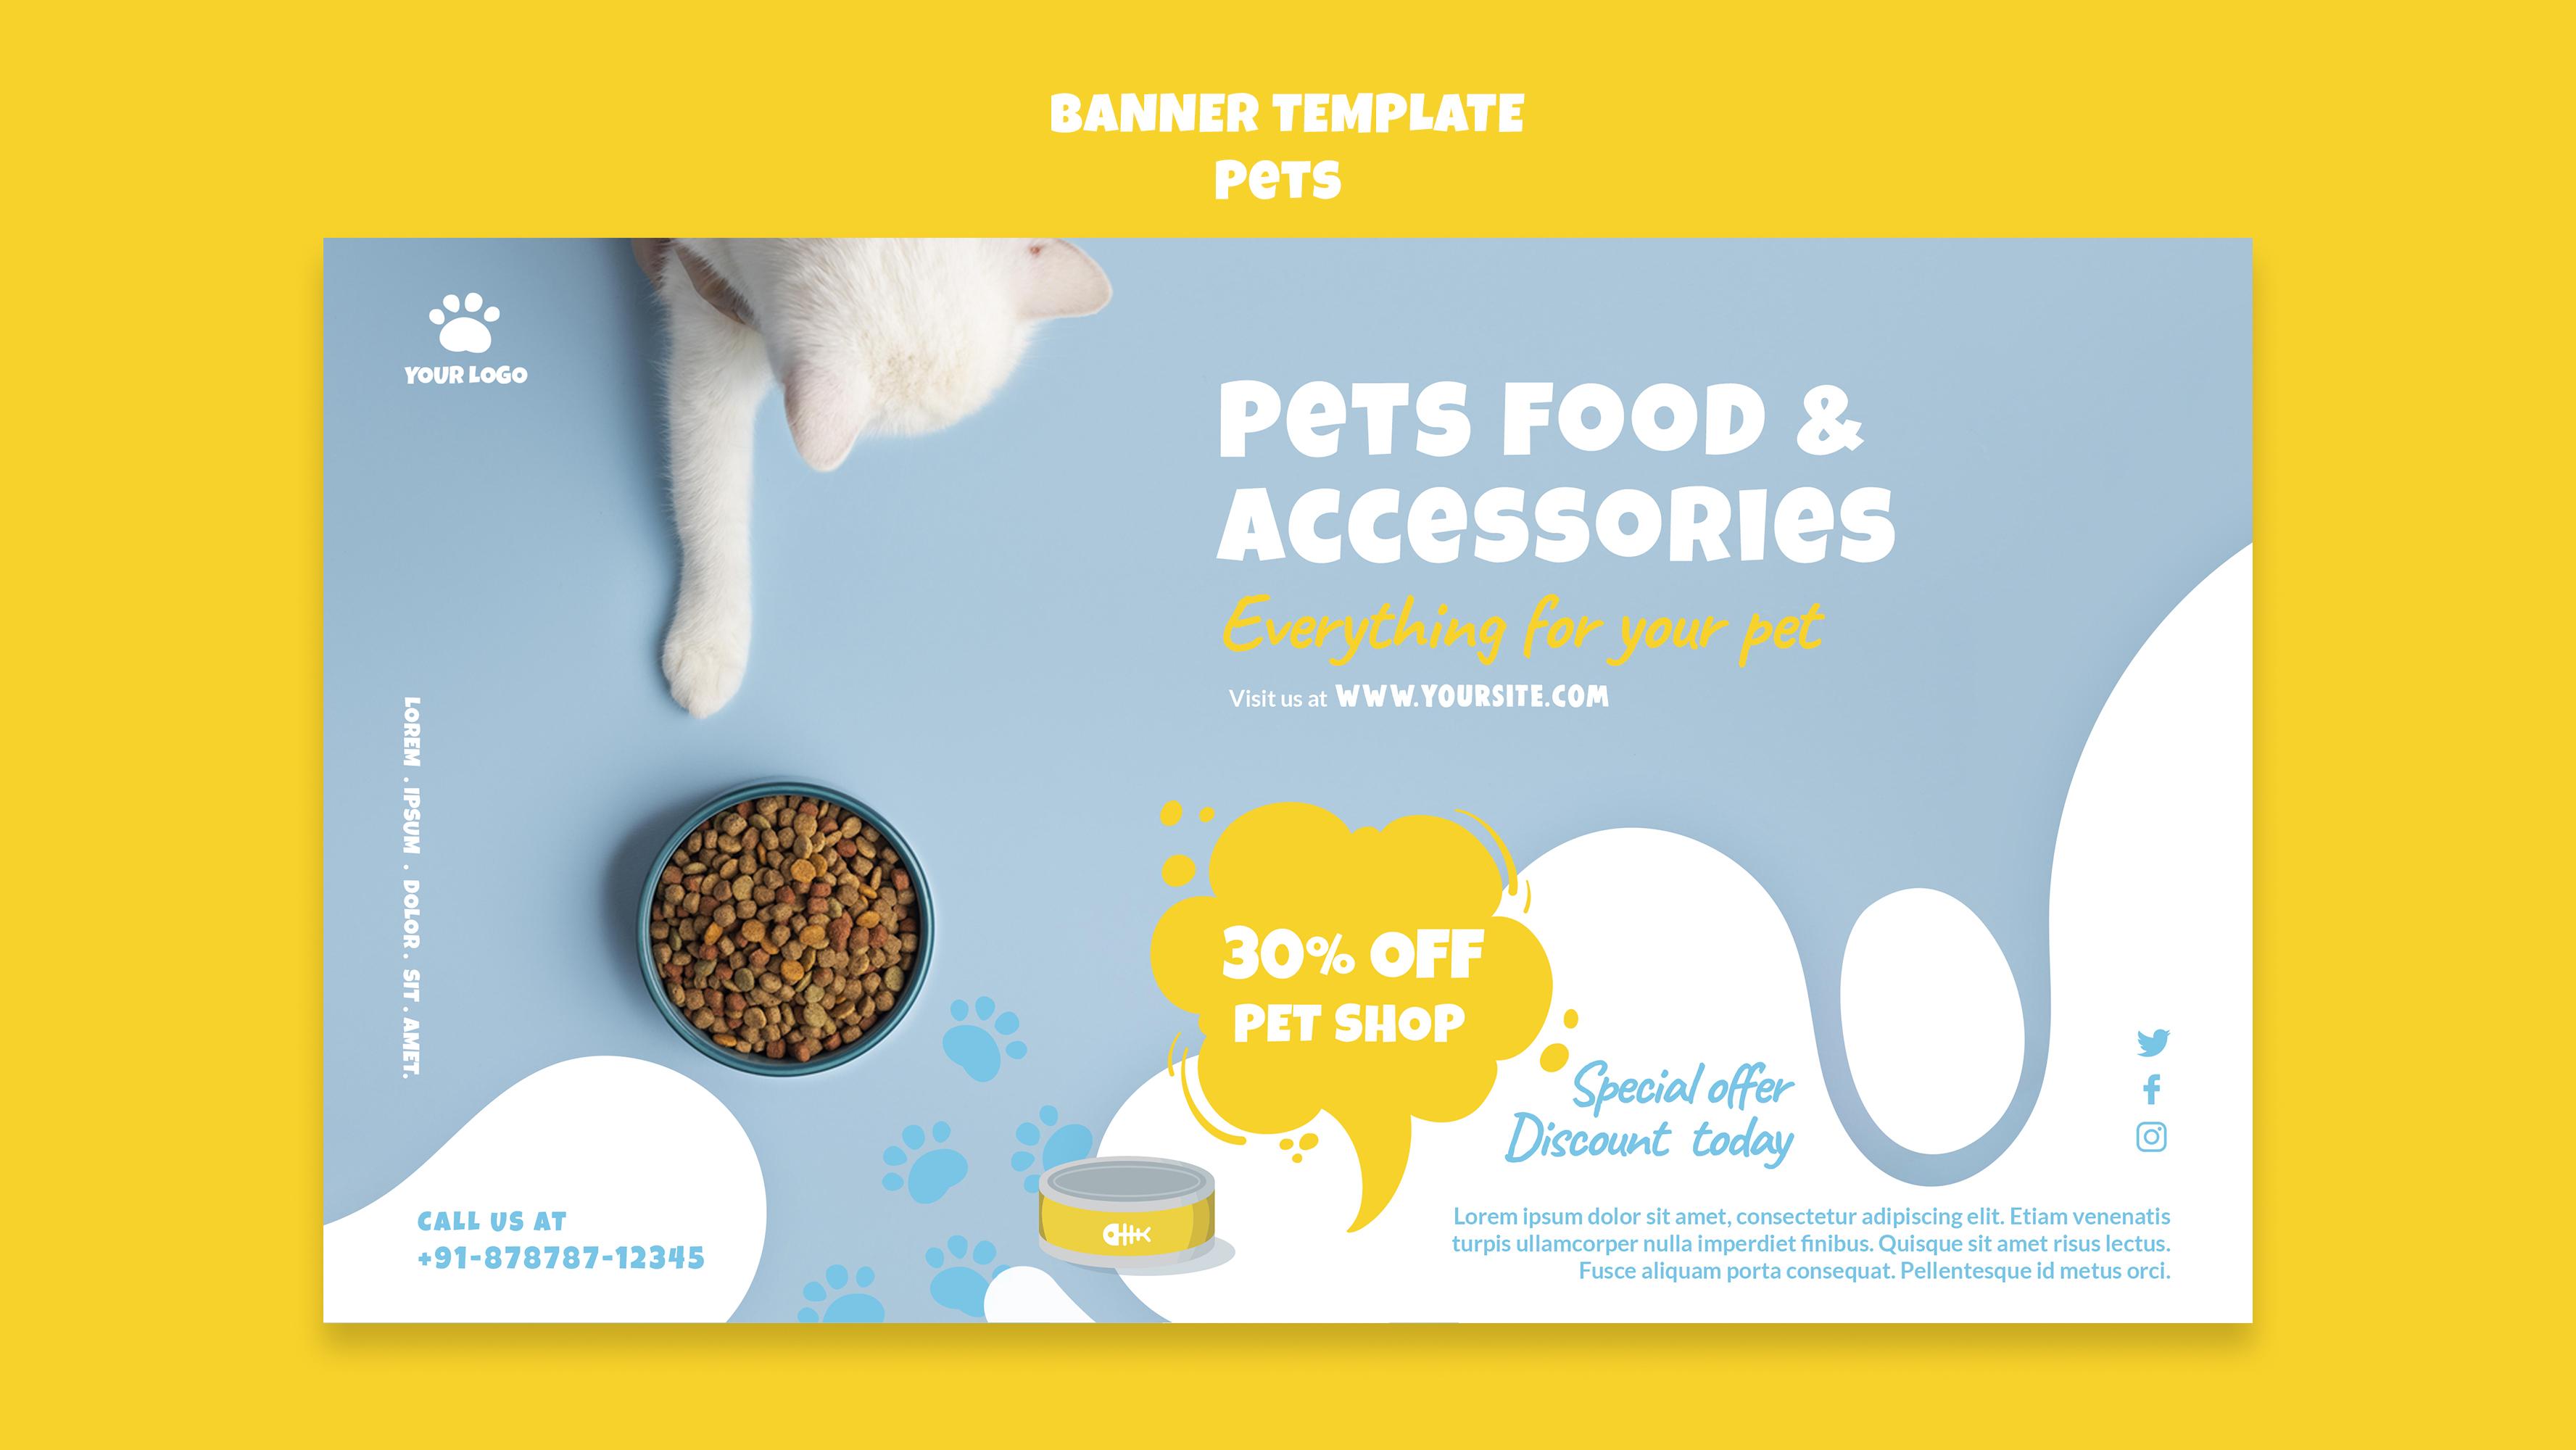 BANNER TEMPLATE
PeTS
YOUR LOGO
PeTS FOOD &
ACCeSSORIeS
Everything for your pet
Visit us at WWW.YOURSITE.COM
LOREM . IPSUM . DOLOR . SIT . AMET.
30% OFF
PET SHOP
Special offer
Discount today
CALL US AT
+91-878787-12345
Lorem ipsum dolor sit amet, consectetur adipiscing elit. Etiam venenatis
turpis ullamcorper nulla imperdiet finibus. Quisque sit amet risus lectus.
Fusce aliquam porta consequat. Pellentesque id metus orci.